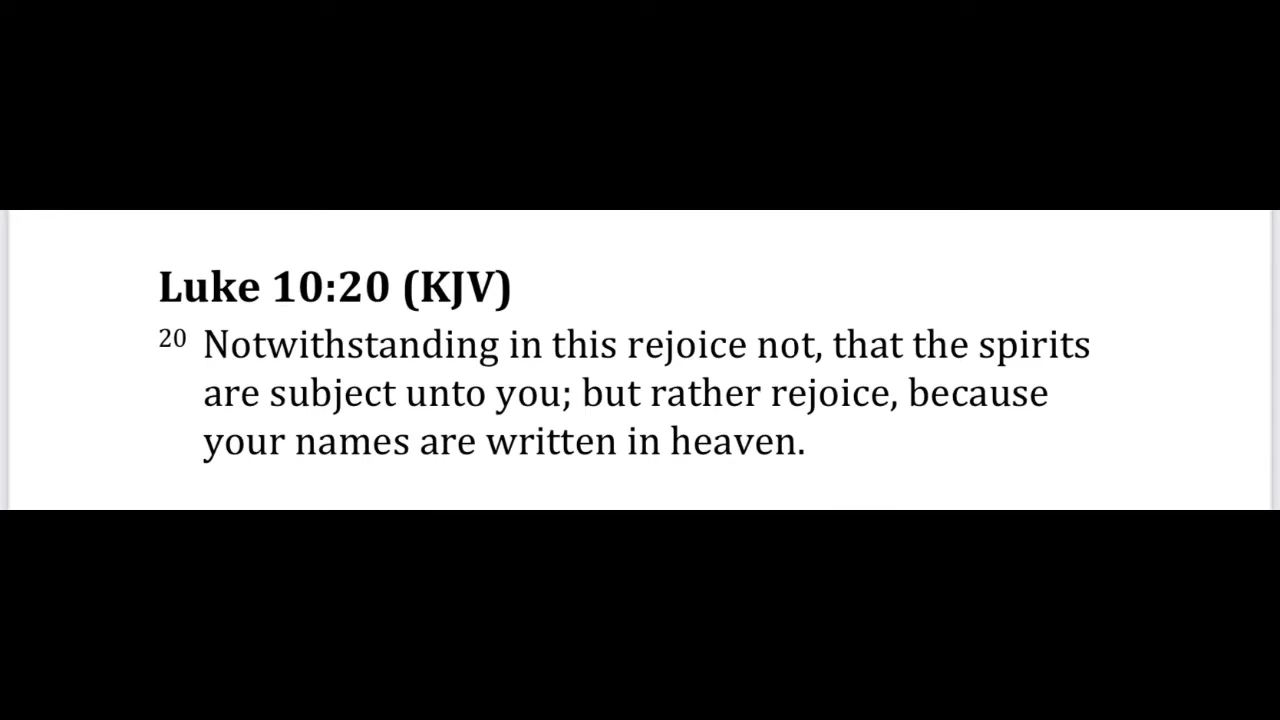 Luke 10:20 (KJV)
20 Notwithstanding in this rejoice not, that the spirits
are subject unto you; but rather rejoice, because
your names are written in heaven.